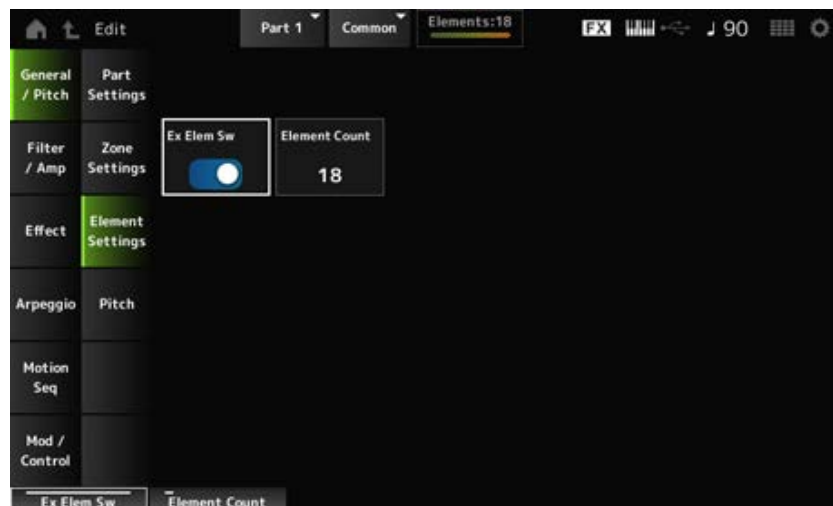 Edit
Part 1
Common
Elements:18
FX
♩ 90
General
/ Pitch
Part
Settings
Filter
/ Amp
Zone
Settings
Ex Elem Sw
Element Count
18
Effect
Element
Settings
Arpeggio
Pitch
Motion
Seq
Mod /
Control
Ex Elem Sw
Element Count